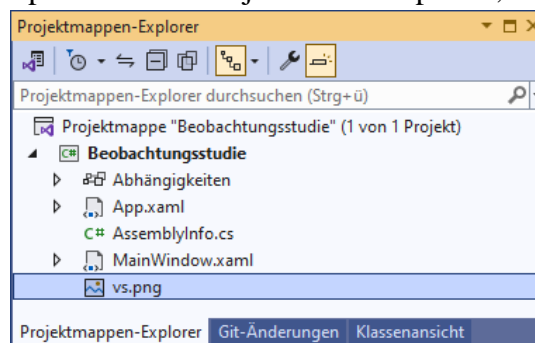 Projektmappen-Explorer
Projektmappen-Explorer durchsuchen (Strg+ü)
Projektmappe "Beobachtungsstudie" (1 von 1 Projekt)
C# Beobachtungsstudie
Abhängigkeiten
App.xaml
C# AssemblyInfo.cs
MainWindow.xaml
vs.png
Projektmappen-Explorer Git-Änderungen Klassenansicht